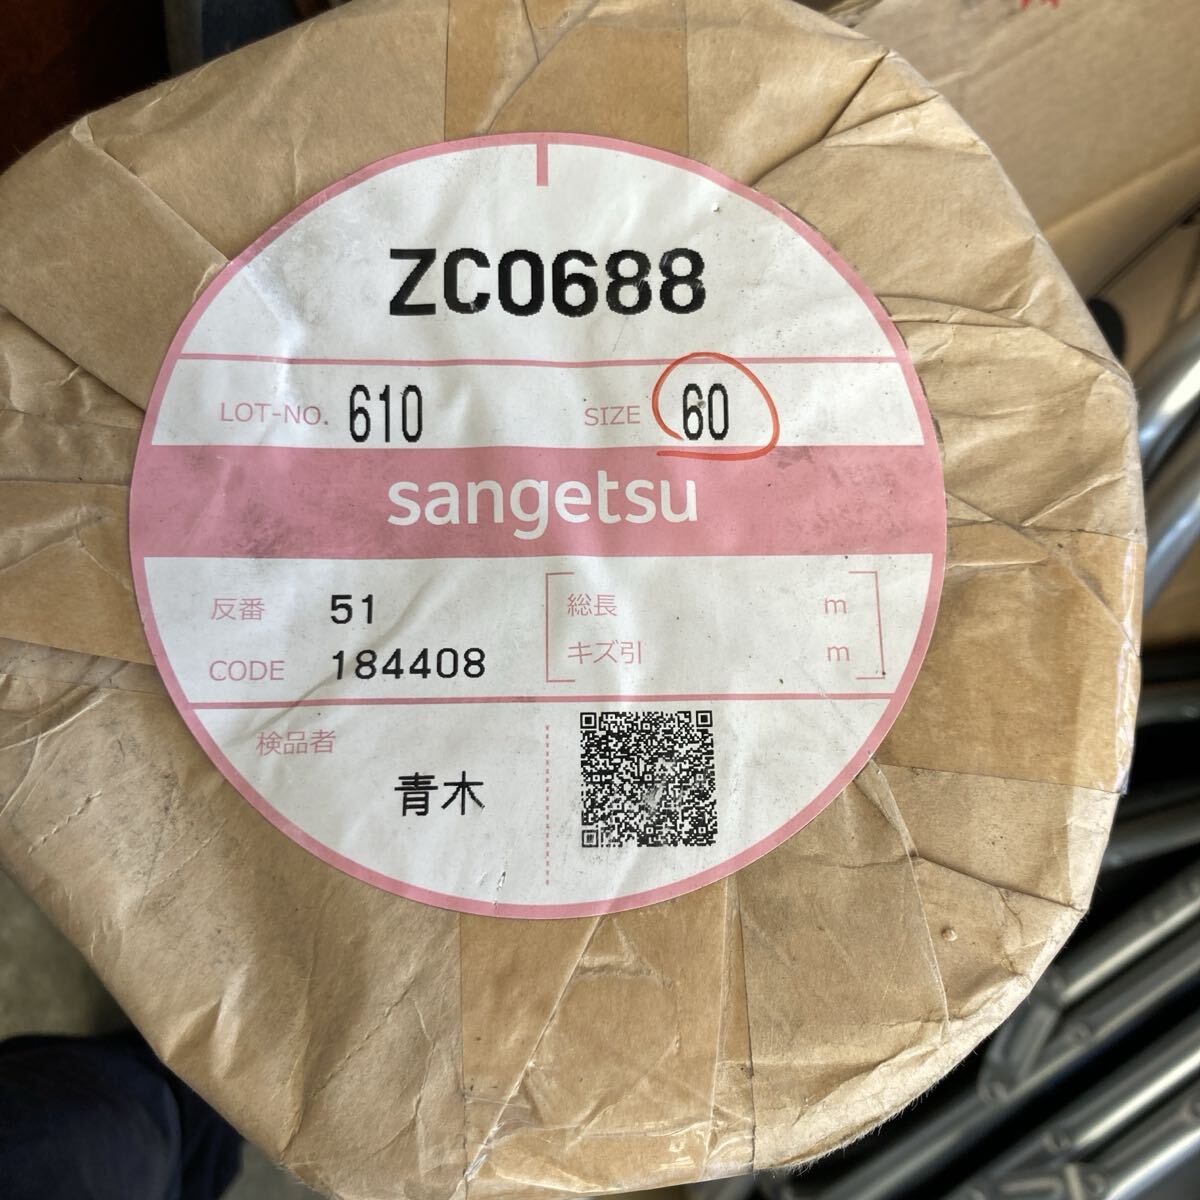 ZC0688
LOT-NO. 610 SIZE 60
sangetsu
反番 51
総長 m
CODE 184408
キズ引 m
検品者
青木